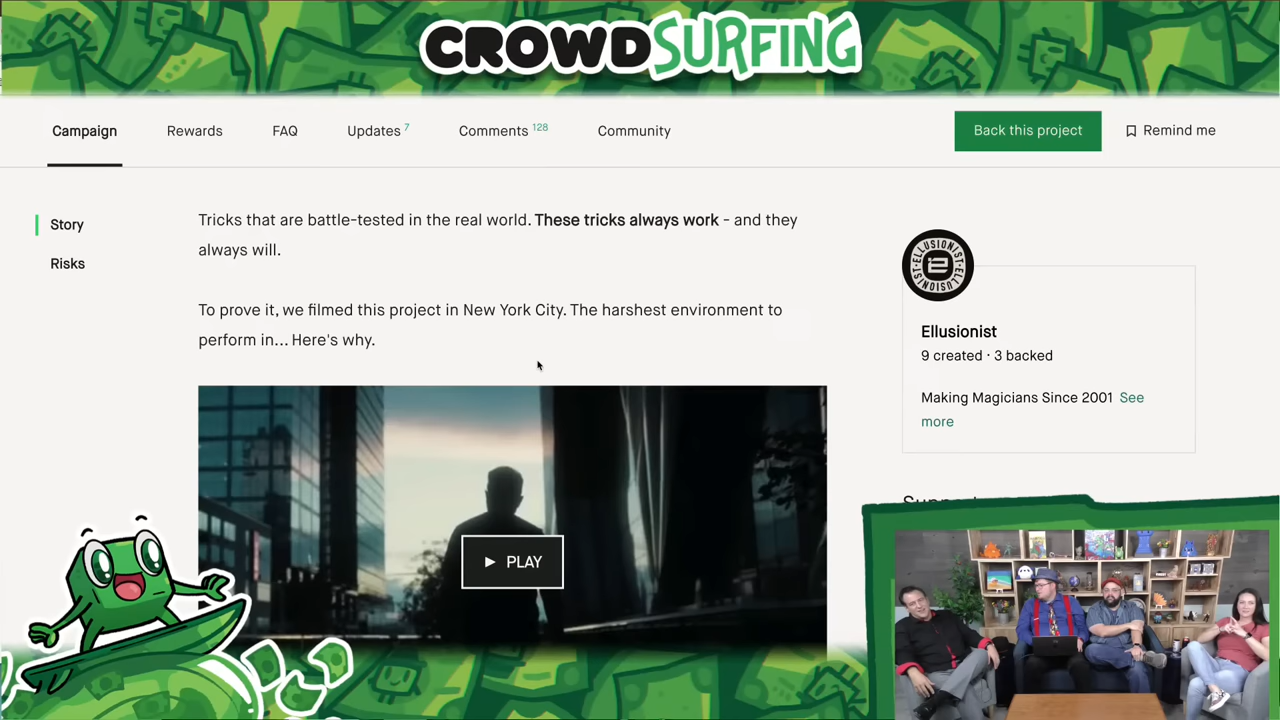 CROWDSURFING
Campaign
Rewards
FAQ
Updates 7
Comments 128
Community
Back this project
Remind me
Story
Risks
Tricks that are battle-tested in the real world. These tricks always work - and they
always will.
To prove it, we filmed this project in New York City. The harshest environment to
perform in... Here's why.
PLAY
ELLUSIONIST ELLUSIONIST
Ellusionist
9 created · 3 backed
Making Magicians Since 2001 See
more